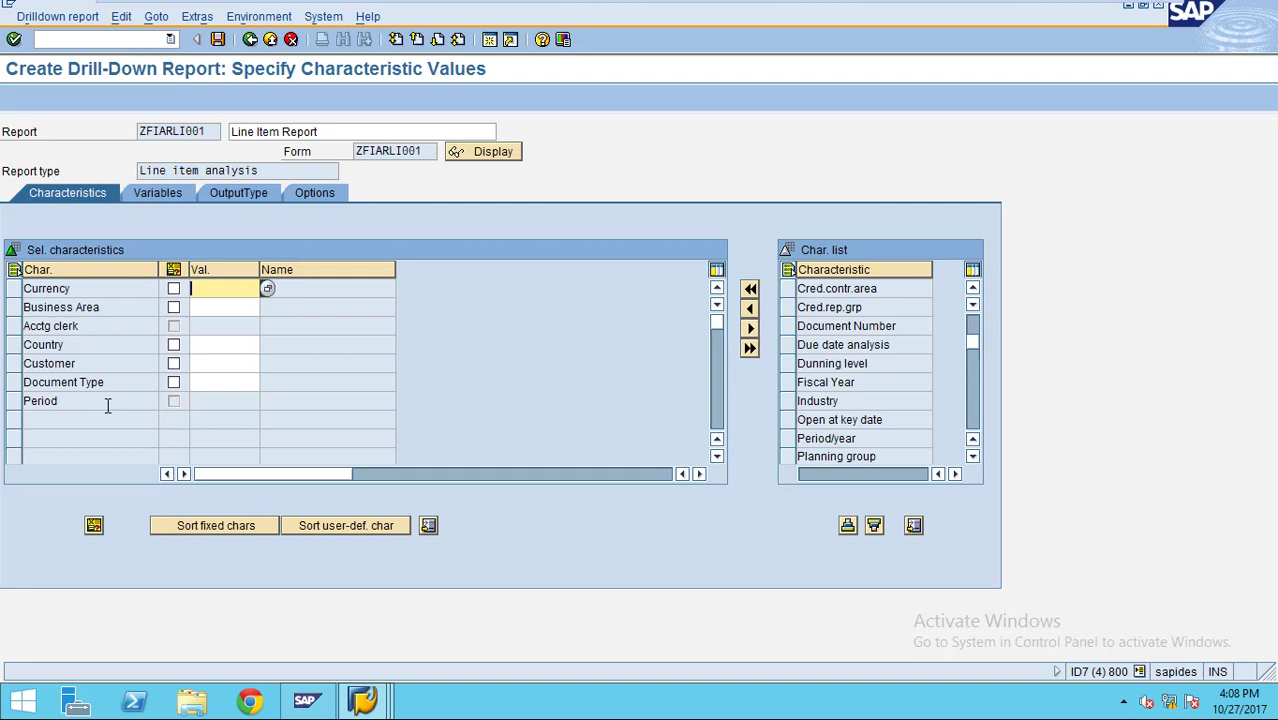 Drilldown report Edit Goto Extras Environment System Help
SAP
Create Drill-Down Report: Specify Characteristic Values
Report ZFIARLI001 Line Item Report
Form ZFIARLI001 Display
Report type Line item analysis
Characteristics Variables OutputType Options
Sel. characteristics Char. list
Char. Val. Name Characteristic
Currency Cred.contr.area
Business Area Cred.rep.grp
Acctg clerk Document Number
Country Due date analysis
Customer Dunning level
Document Type Fiscal Year
Period Industry
Open at key date
Period/year
Planning group
Sort fixed chars Sort user-def. char
Activate Windows
Go to System in Control Panel to activate Windows.
ID7 (4) 800 sapides INS
SAP
4:08 PM
10/27/2017